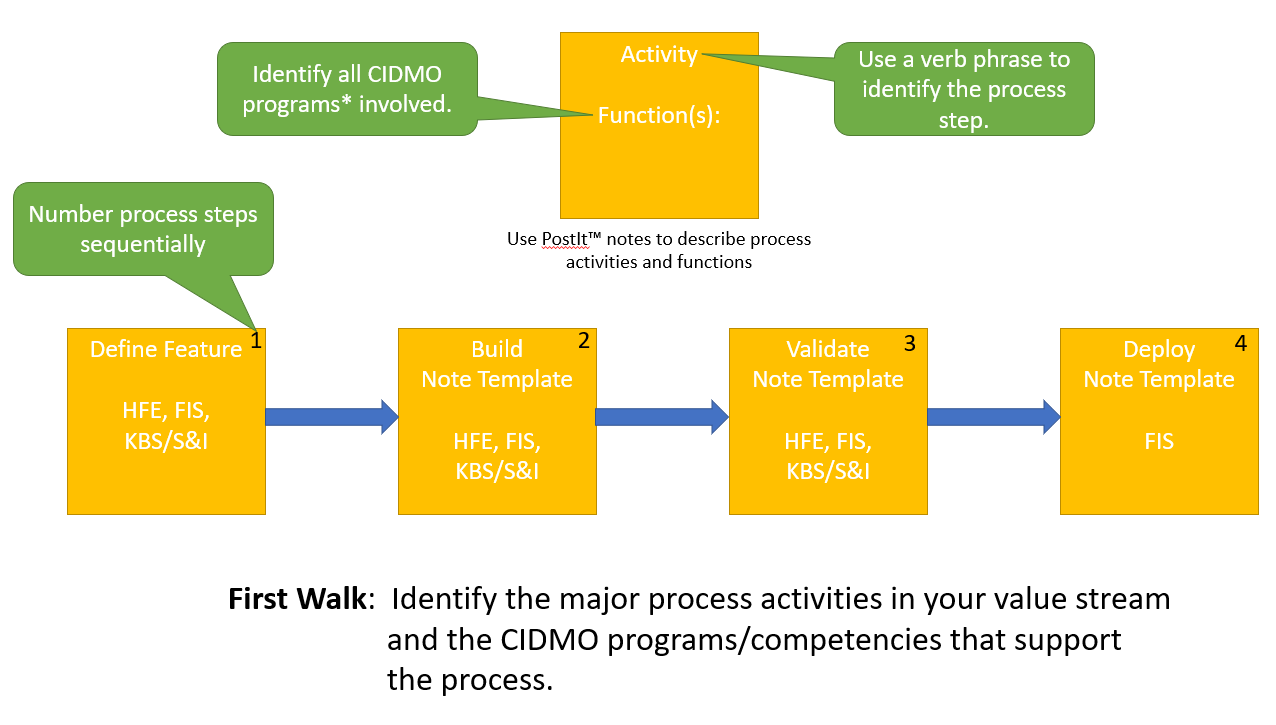 Identify all CIDMO
programs* involved.
Activity
Function(s):
Use a verb phrase to
identify the process
step.
Number process steps
sequentially
Use PostIt™ notes to describe process
activities and functions
1
Define Feature
HFE, FIS,
KBS/S&I
2
Build
Note Template
HFE, FIS,
KBS/S&I
3
Validate
Note Template
HFE, FIS,
KBS/S&I
4
Deploy
Note Template
FIS
First Walk: Identify the major process activities in your value stream
and the CIDMO programs/competencies that support
the process.